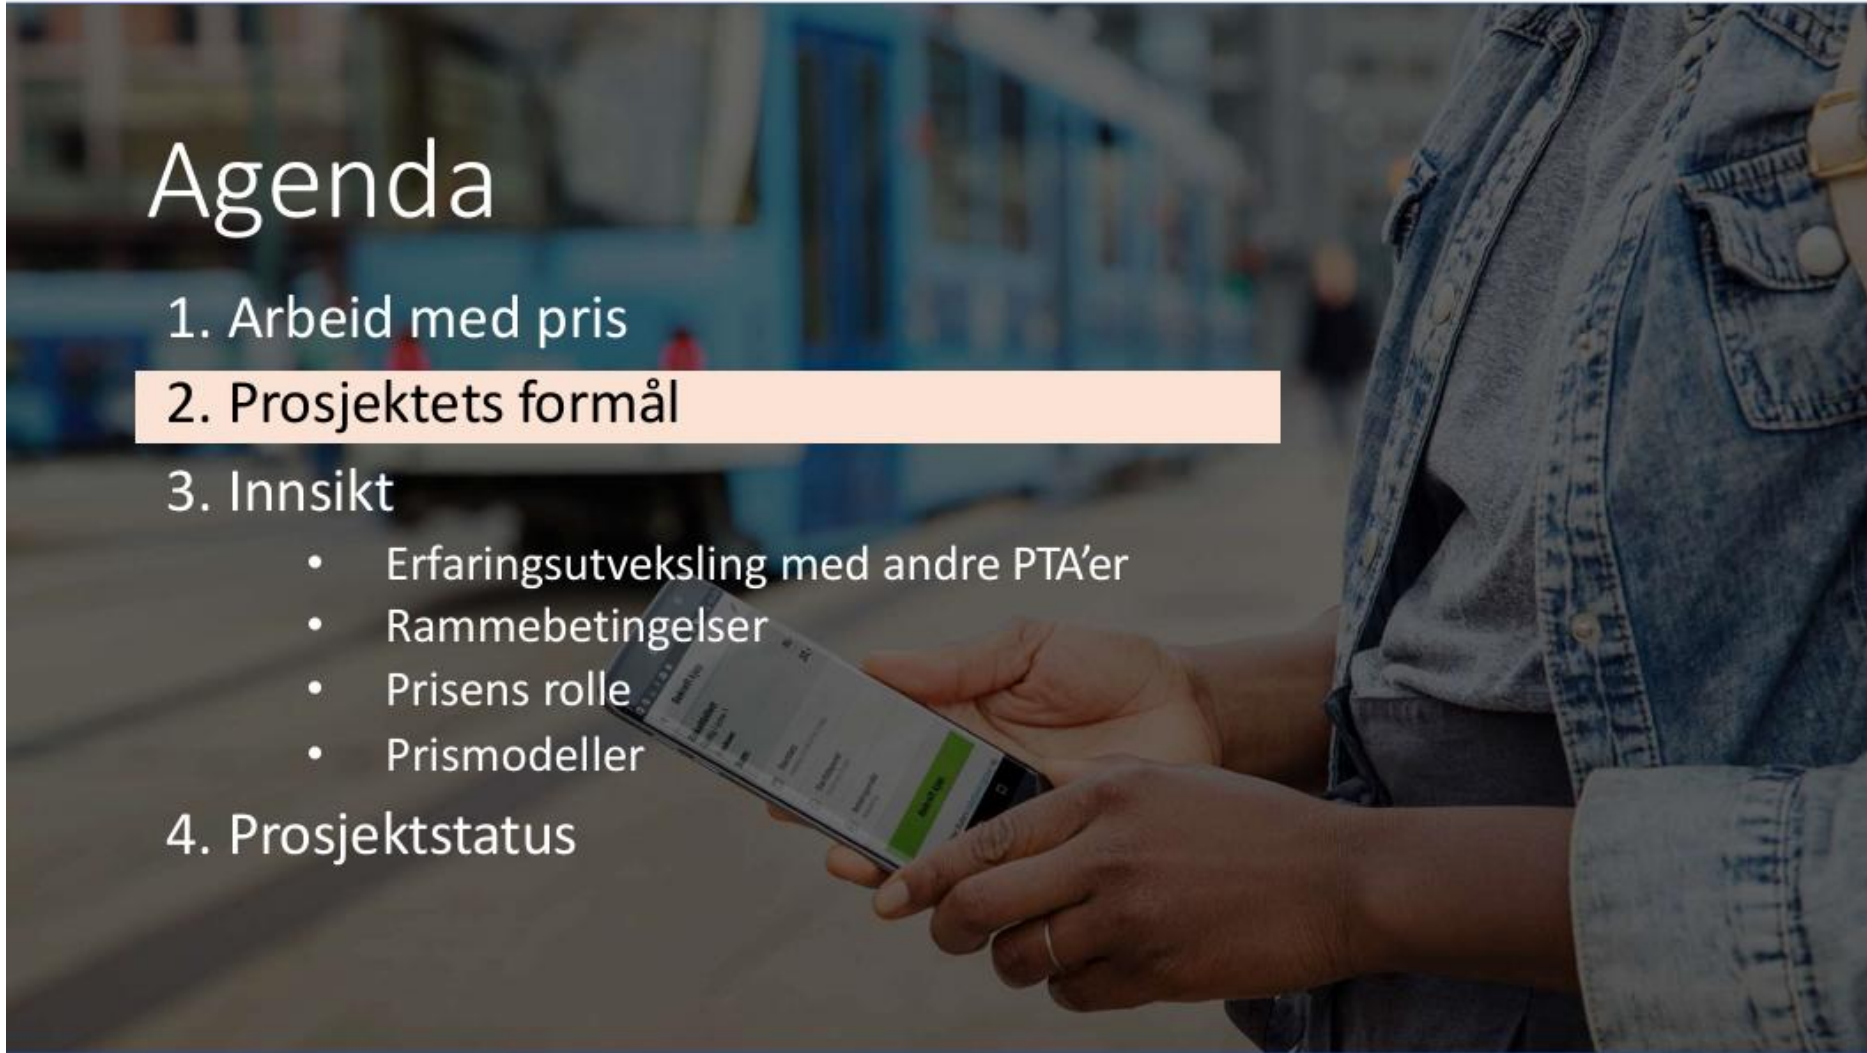 Agenda
1. Arbeid med pris
2. Prosjektets formål
3. Innsikt
• Erfaringsutveksling med andre PTA’er
• Rammebetingelser
• Prisens rolle
• Prismodeller
4. Prosjektstatus